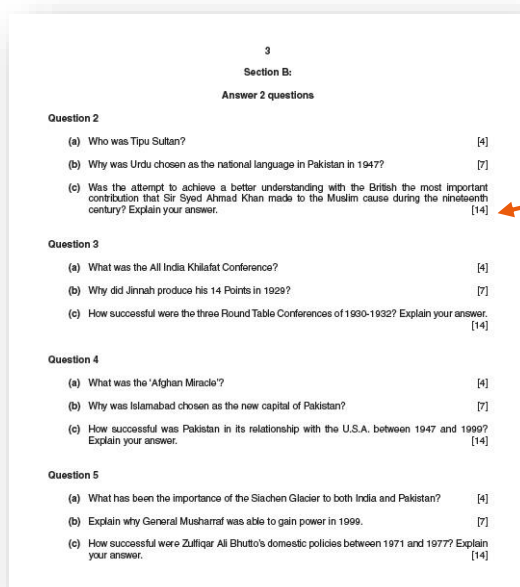 3
Section B:
Answer 2 questions
Question 2
(a) Who was Tipu Sultan? [4]
(b) Why was Urdu chosen as the national language in Pakistan in 1947? [7]
(c) Was the attempt to achieve a better understanding with the British the most important
contribution that Sir Syed Ahmad Khan made to the Muslim cause during the nineteenth
century? Explain your answer. [14]
Question 3
(a) What was the All India Khilafat Conference? [4]
(b) Why did Jinnah produce his 14 Points in 1929? [7]
(c) How successful were the three Round Table Conferences of 1930-1932? Explain your answer.
[14]
Question 4
(a) What was the ‘Afghan Miracle’? [4]
(b) Why was Islamabad chosen as the new capital of Pakistan? [7]
(c) How successful was Pakistan in its relationship with the U.S.A. between 1947 and 1999?
Explain your answer. [14]
Question 5
(a) What has been the importance of the Siachen Glacier to both India and Pakistan? [4]
(b) Explain why General Musharraf was able to gain power in 1999. [7]
(c) How successful were Zulfiqar Ali Bhutto's domestic policies between 1971 and 1977? Explain
your answer. [14]